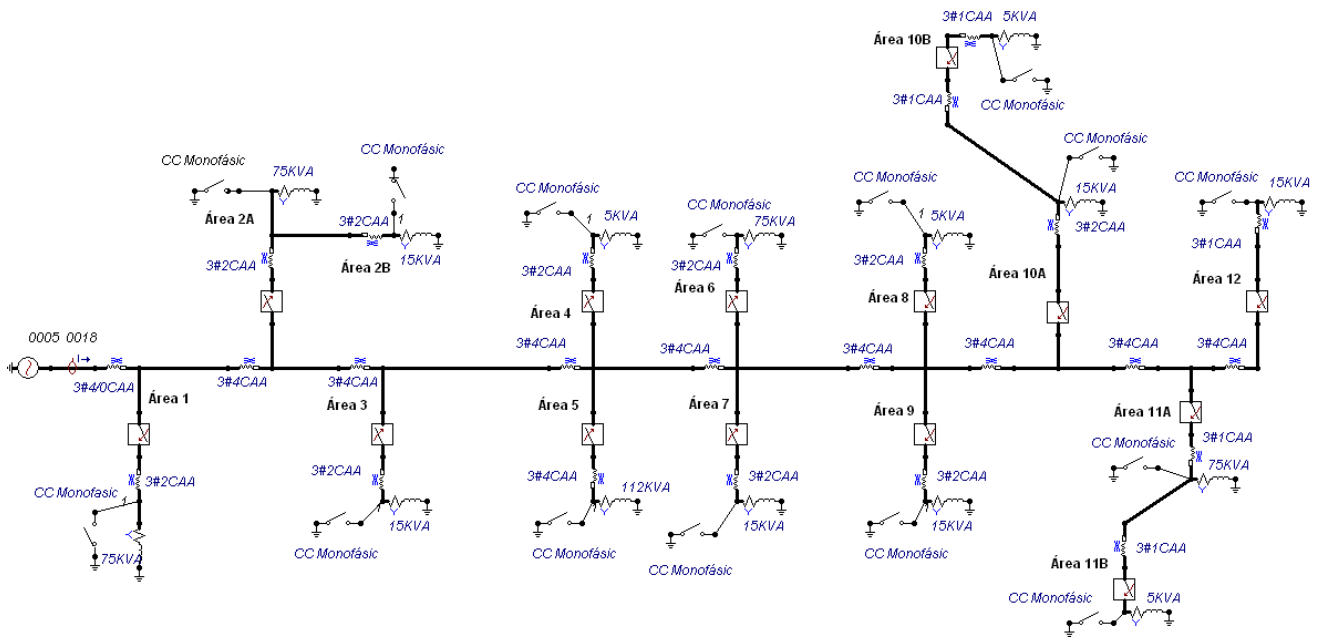 3#1CAA 5KVA
Área 10B
3#1CAA
CC Monofásic
CC Monofásic
75KVA
Área 2A
CC Monofásic
3#2CAA
1
15KVA
Área 2B
3#2CAA
CC Monofásic
1
5KVA
3#2CAA
Área 4
CC Monofásic
75KVA
3#2CAA
Área 6
CC Monofásic
1
5KVA
3#2CAA
Área 8
CC Monofásic
15KVA
3#2CAA
Área 10A
CC Monofásic
15KVA
3#1CAA
Área 12
0005 0018
I
3#4/0CAA
3#4CAA
3#4CAA
3#4CAA
3#4CAA
3#4CAA
3#4CAA
3#4CAA
3#4CAA
Área 1
3#2CAA
CC Monofasic
1
75KVA
Área 3
3#2CAA
1
15KVA
CC Monofásic
Área 5
3#4CAA
112KVA
1
15KVA
CC Monofásic
Área 7
3#2CAA
15KVA
CC Monofásic
Área 9
3#2CAA
1
15KVA
CC Monofásic
Área 11A
3#1CAA
CC Monofásic
75KVA
3#1CAA
Área 11B
CC Monofásic
5KVA